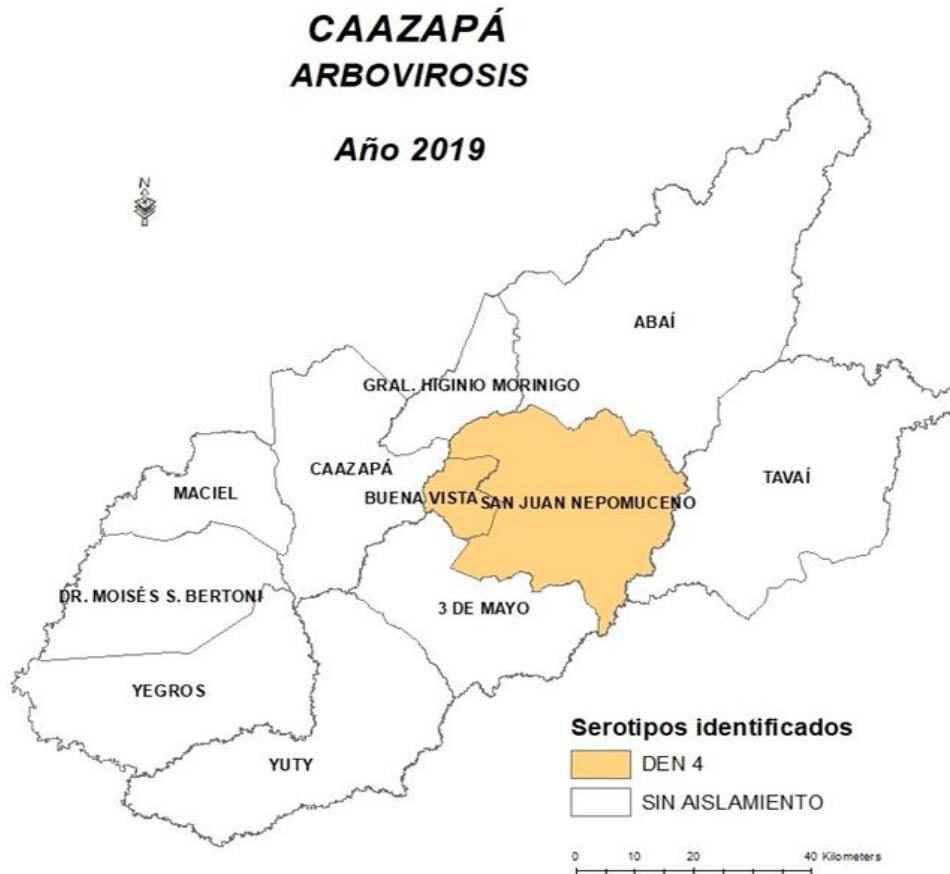 CAAZAPÁ
ARBOVIROSIS
Año 2019
N
ABAÍ
GRAL. HIGINIO MORINIGO
CAAZAPÁ
TAVAÍ
MACIEL
BUENA VISTA
SAN JUAN NEPOMUCENO
DR. MOISÉS S. BERTONI
3 DE MAYO
YEGROS
YUTY
Serotipos identificados
DEN 4
SIN AISLAMIENTO
0 10 20 40 Kilometers